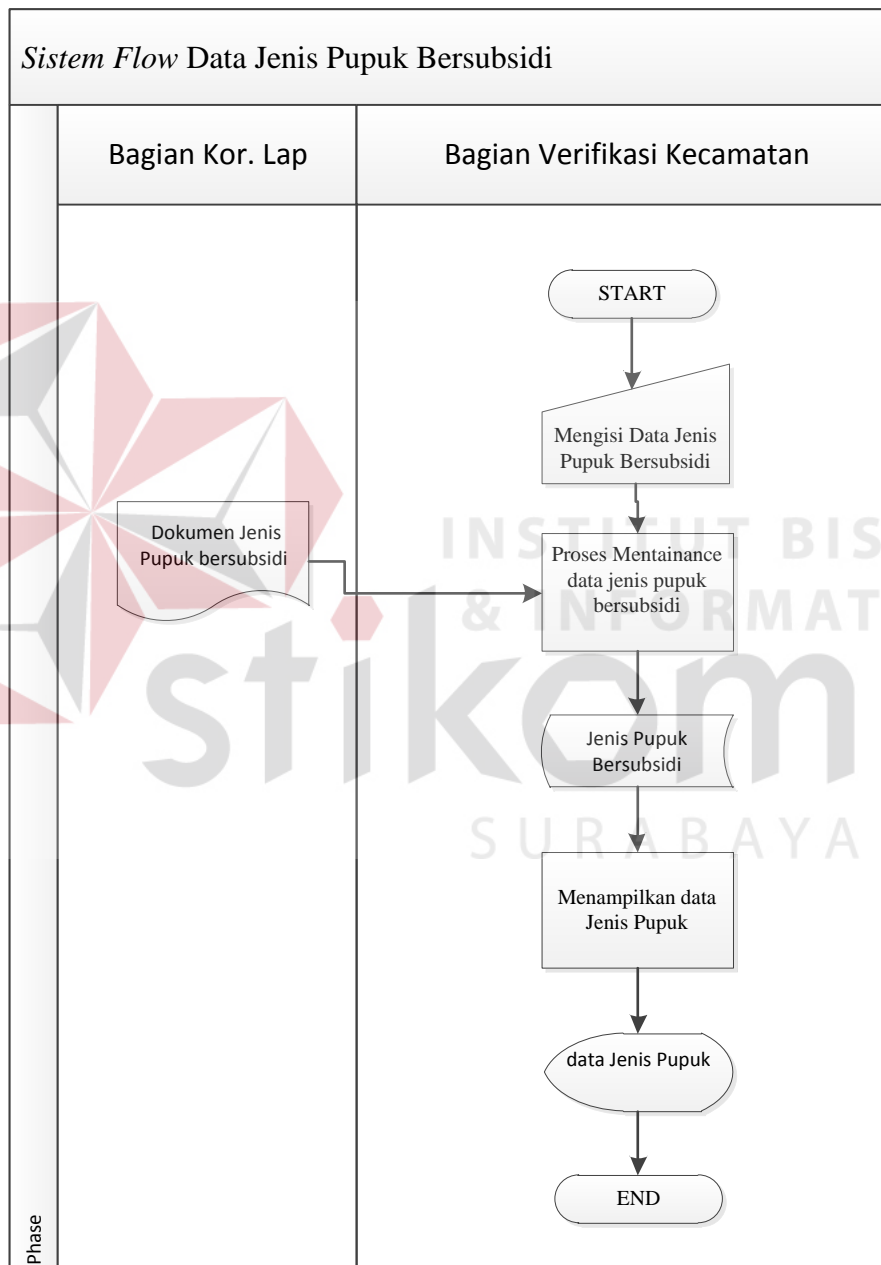 Sistem Flow Data Jenis Pupuk Bersubsidi
Bagian Kor. Lap
Bagian Verifikasi Kecamatan
START
Mengisi Data Jenis
Pupuk Bersubsidi
Dokumen Jenis
Pupuk bersubsidi
Proses Mentainance
data jenis pupuk
bersubsidi
Jenis Pupuk
Bersubsidi
Menampilkan data
Jenis Pupuk
data Jenis Pupuk
END
Phase
INSTITUT BIS
& INFORMAT
stikom
SURABAYA